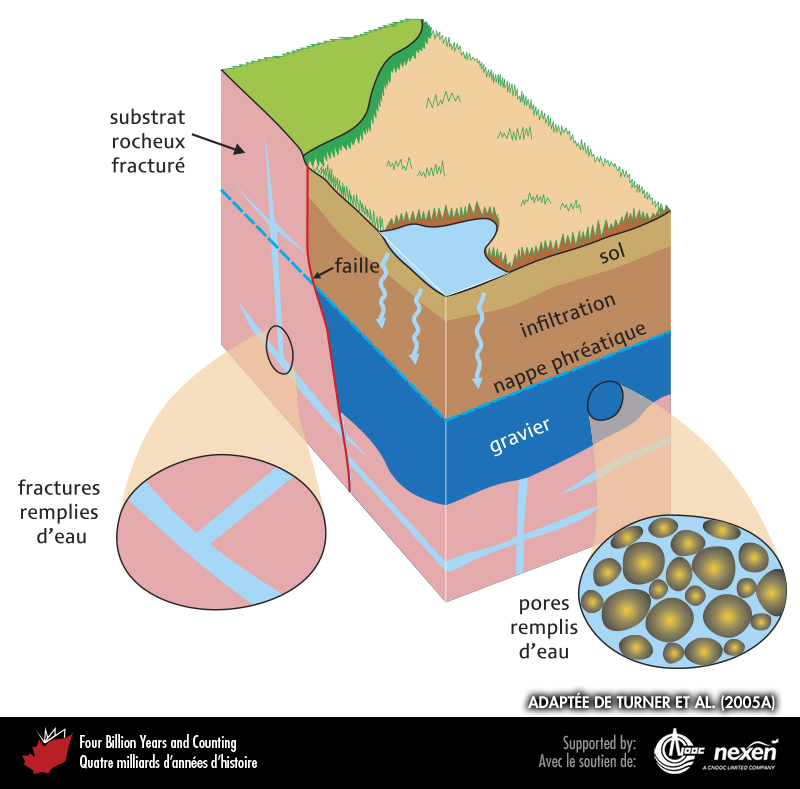 substrat
rocheux
fracturé
faille
sol
infiltration
nappe phréatique
gravier
fractures
remplies
d'eau
pores
remplis
d'eau
ADAPTÉE DE TURNER ET AL. (2005A)
Four Billion Years and Counting
Quatre milliards d'années d'histoire
Supported by:
Avec le soutien de:
CNOOC
nexen
A CNOOC LIMITED COMPANY